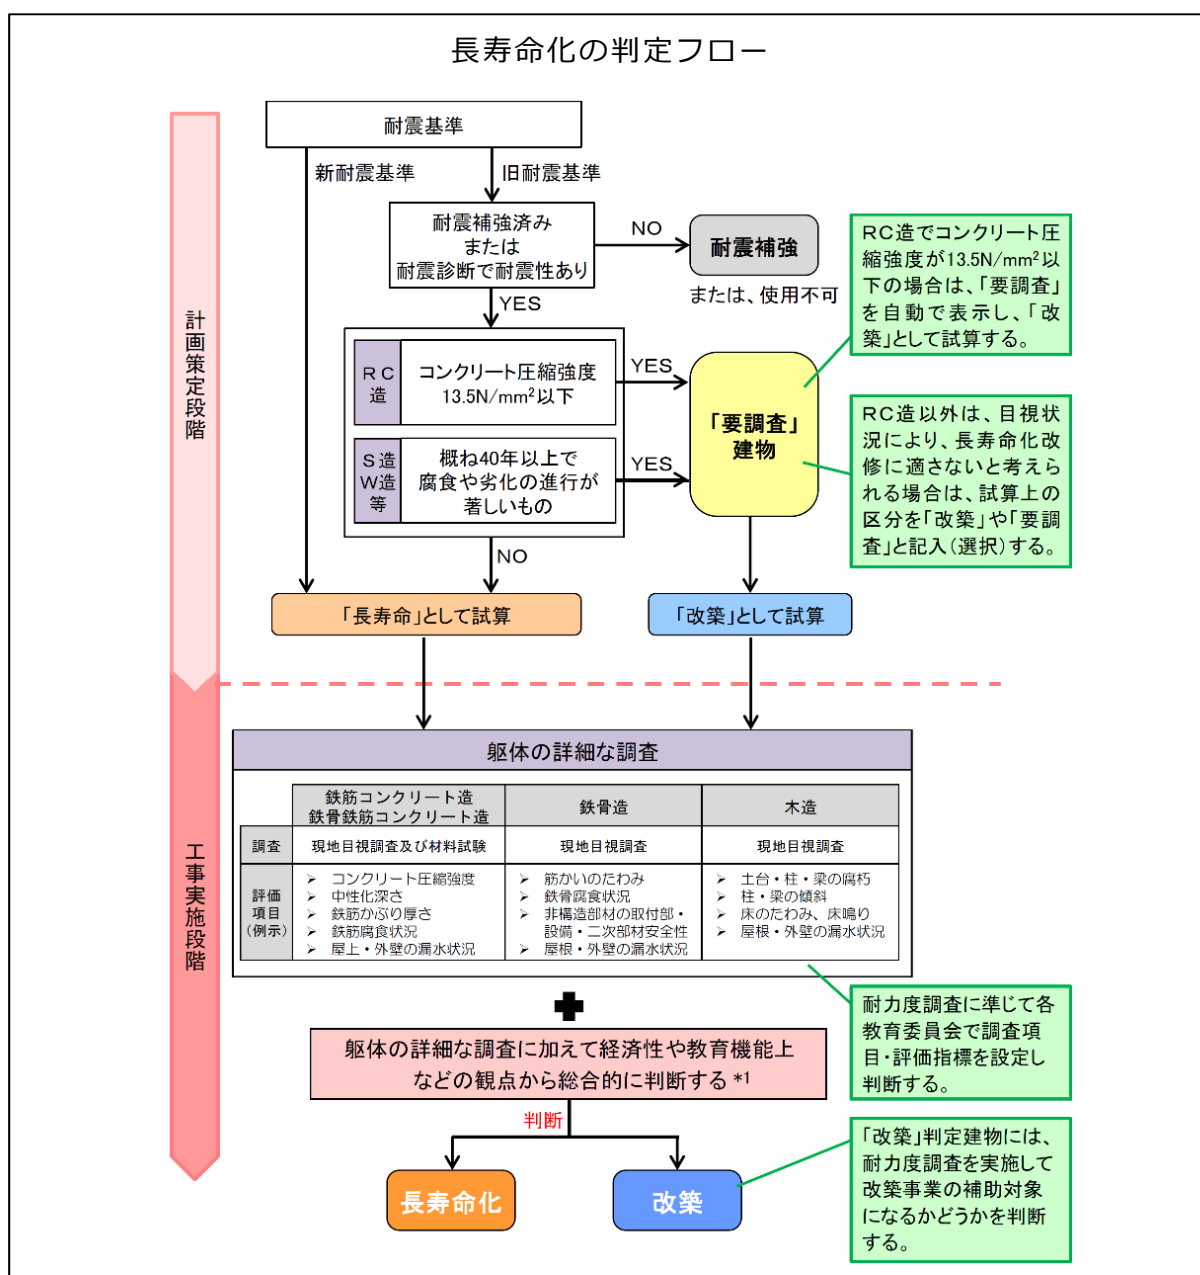 長寿命化の判定フロー
計画策定段階
耐震基準
新耐震基準
旧耐震基準
耐震補強済み
または
耐震診断で耐震性あり
NO
耐震補強
または、使用不可
YES
RC造でコンクリート圧
縮強度が13.5N/mm²以
下の場合は、「要調査」
を自動で表示し、「改
築」として試算する。
RC
造
コンクリート圧縮強度
13.5N/mm²以下
YES
S造
W造
等
概ね40年以上で
腐食や劣化の進行が
著しいもの
YES
「要調査」
建物
RC造以外は、目視状
況により、長寿命化改
修に適さないと考えら
れる場合は、試算上の
区分を「改築」や「要調
査」と記入(選択)する。
NO
「長寿命」として試算
「改築」として試算
工事実施段階
躯体の詳細な調査
鉄筋コンクリート造
鉄骨鉄筋コンクリート造
鉄骨造
木造
調査
現地目視調査及び材料試験
現地目視調査
現地目視調査
評価
項目
(例示)
➢ コンクリート圧縮強度
➢ 中性化深さ
➢ 鉄筋かぶり厚さ
➢ 鉄筋腐食状況
➢ 屋上・外壁の漏水状況
➢ 筋かいのたわみ
➢ 鉄骨腐食状況
➢ 非構造部材の取付部・
設備・二次部材安全性
➢ 屋根・外壁の漏水状況
➢ 土台・柱・梁の腐朽
➢ 柱・梁の傾斜
➢ 床のたわみ、床鳴り
➢ 屋根・外壁の漏水状況
耐力度調査に準じて各
教育委員会で調査項
目・評価指標を設定し
判断する。
躯体の詳細な調査に加えて経済性や教育機能上
などの観点から総合的に判断する *1
判断
長寿命化
改築
「改築」判定建物には、
耐力度調査を実施して
改築事業の補助対象
になるかどうかを判断
する。